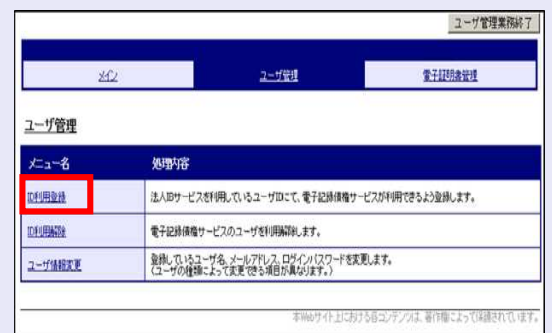 ユーザ管理業務終了
メイン
ユーザ管理
電子証明書管理
ユーザ管理
メニュー名
処理内容
ID利用登録
法人IBサービスを利用しているユーザIDにて、電子記録債権サービスが利用できるよう登録します。
ID利用解除
電子記録債権サービスのユーザを利用解除します。
ユーザ情報変更
登録しているユーザ名、メールアドレス、ログインパスワードを変更します。
（ユーザの種類によって変更できる項目が異なります。）
本Webサイト上における各コンテンツは、著作権によって保護されています。